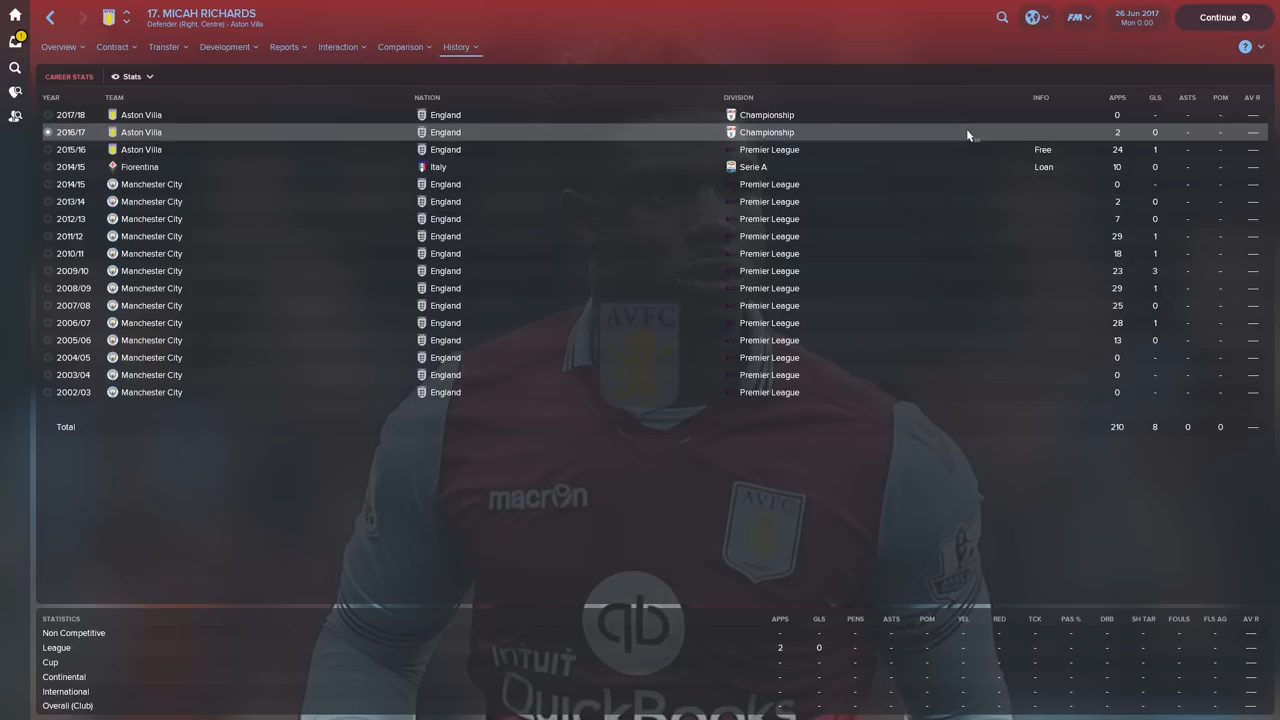 17. MICAH RICHARDS
Defender (Right, Centre) - Aston Villa
FM
26 Jun 2017
Mon 0:00
Continue
1
Overview Contract Transfer Development Reports Interaction Comparison History ?
CAREER STATS Stats
YEAR TEAM NATION DIVISION INFO APPS GLS ASTS POM AV R
2017/18 Aston Villa England Championship 0 - - - ----
2016/17 Aston Villa England Championship 2 0 - - ----
2015/16 Aston Villa England Premier League Free 24 1 - - ----
2014/15 Fiorentina Italy Serie A Loan 10 0 - - ----
2014/15 Manchester City England Premier League 0 - - - ----
2013/14 Manchester City England Premier League 2 0 - - ----
2012/13 Manchester City England Premier League 7 0 - - ----
2011/12 Manchester City England Premier League 29 1 - - ----
2010/11 Manchester City England Premier League 18 1 - - ----
2009/10 Manchester City England Premier League 23 3 - - ----
2008/09 Manchester City England Premier League 29 1 - - ----
2007/08 Manchester City England Premier League 25 0 - - ----
2006/07 Manchester City England Premier League 28 1 - - ----
2005/06 Manchester City England Premier League 13 0 - - ----
2004/05 Manchester City England Premier League 0 - - - ----
2003/04 Manchester City England Premier League 0 - - - ----
2002/03 Manchester City England Premier League 0 - - - ----
Total 210 8 0 0 ----
AVFC
macron
AVFC
qb
intuit
QuickBooks
STATISTICS APPS GLS PENS ASTS POM YEL RED TCK PAS % DRB SH TAR FOULS FLS AG AV R
Non Competitive - - - - - - - - - - - - - ----
League 2 0 - - - - - - - - - - - ----
Cup - - - - - - - - - - - - - ----
Continental - - - - - - - - - - - - - ----
International - - - - - - - - - - - - - ----
Overall (Club) - - - - - - - - - - - - - ----